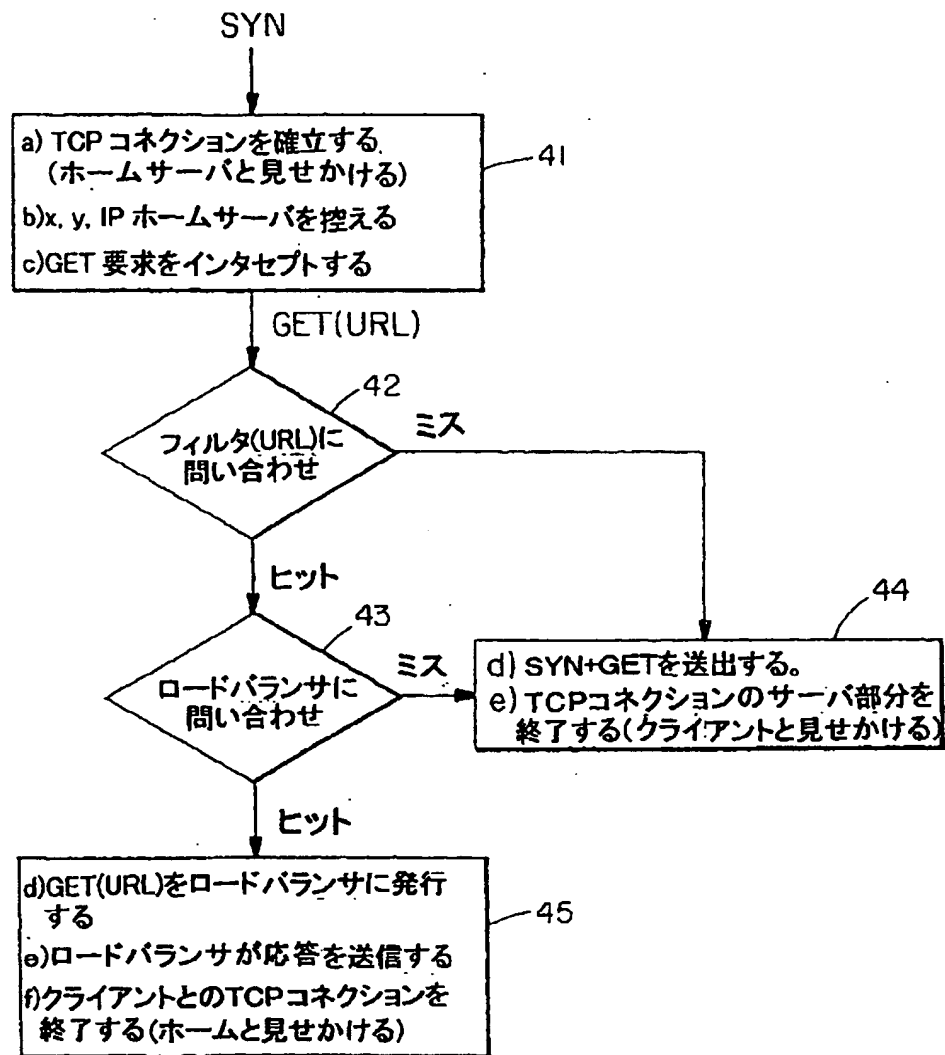 SYN
a) TCP コネクションを確立する
(ホームサーバと見せかける)
b)x, y, IP ホームサーバを控える
c)GET 要求をインタセプトする
41
GET(URL)
42
フィルタ(URL)に
問い合わせ
ミス
ヒット
43
ロードバランサに
問い合わせ
ミス
44
d) SYN+GETを送出する。
e) TCPコネクションのサーバ部分を
終了する(クライアントと見せかける)
ヒット
d)GET(URL)をロードバランサに発行
する
e)ロードバランサが応答を送信する
f)クライアントとのTCPコネクションを
終了する(ホームと見せかける)
45